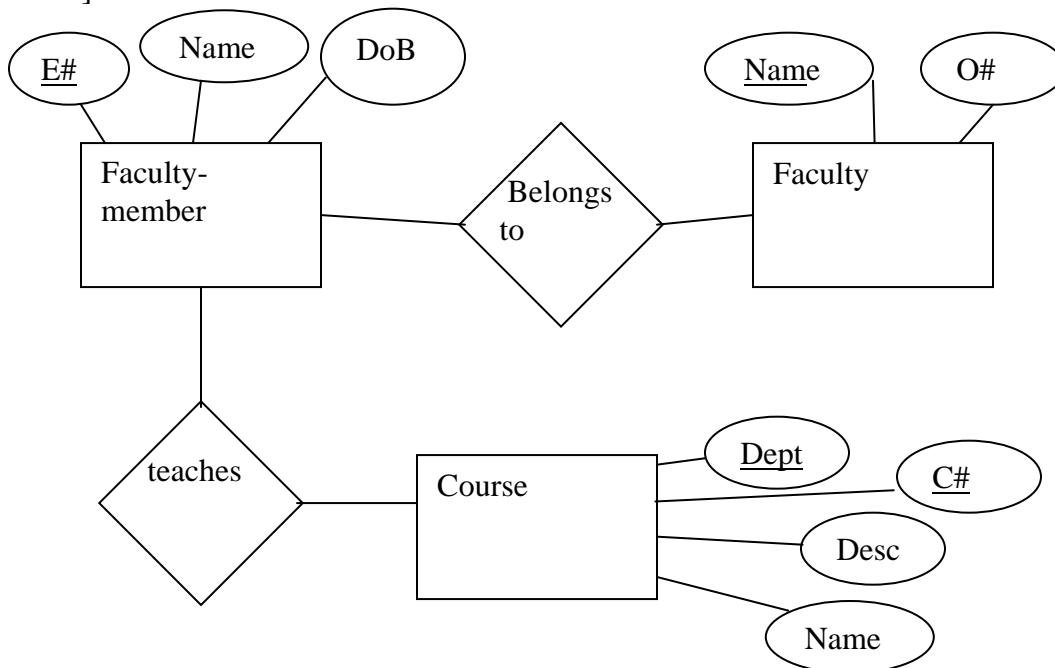 ]
E#
Name
DoB
Name
O#
Faculty-
member
Belongs
to
Faculty
teaches
Course
Dept
C#
Desc
Name